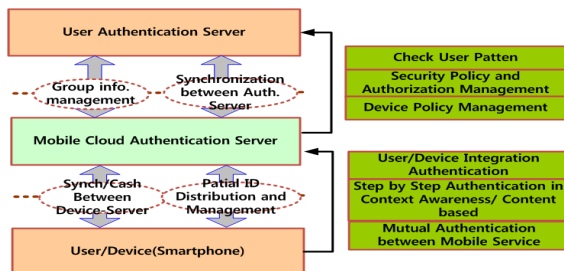 User Authentication Server
Group info.
management
Synchronization
between Auth.
Server
Mobile Cloud Authentication Server
Synch/Cash
Between
Device Server
Patial ID
Distribution and
Management
User/Device(Smartphone)
Check User Patten
Security Policy and
Authorization Management
Device Policy Management
User/Device Integration
Authentication
Step by Step Authentication in
Context Awareness/ Content
based
Mutual Authentication
between Mobile Service